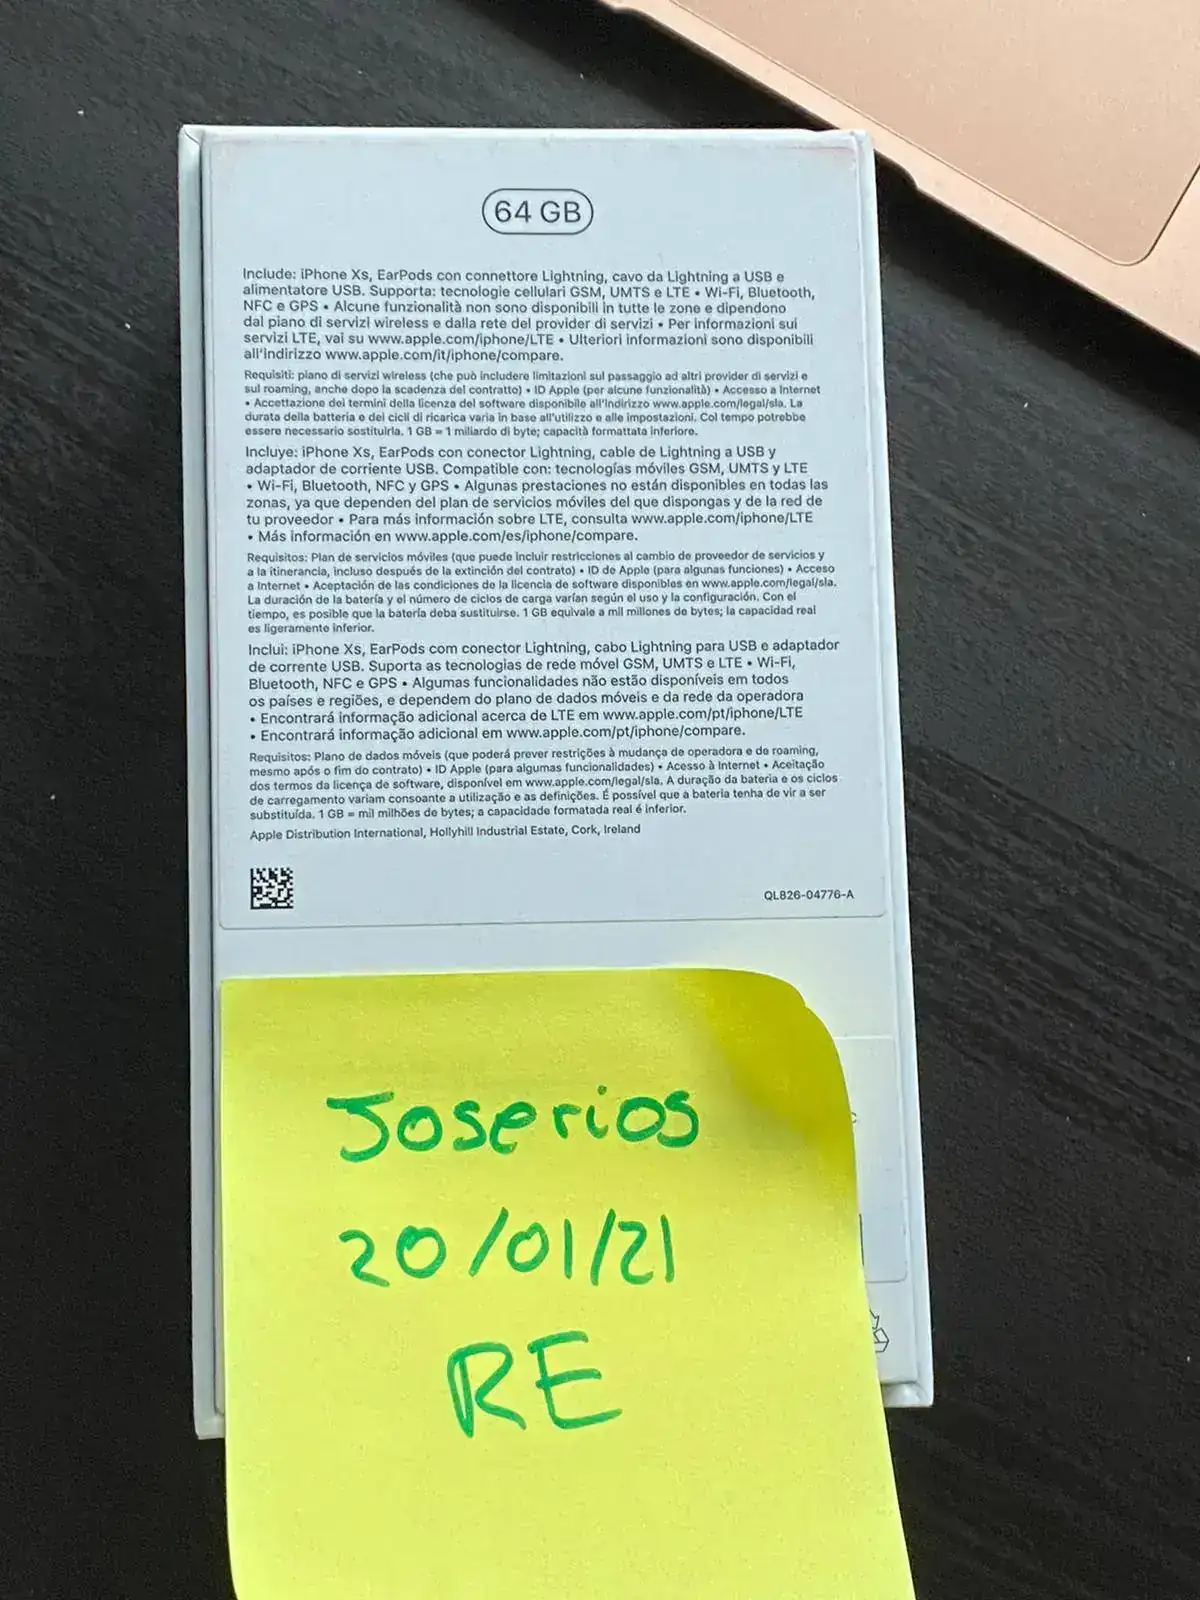 64 GB
Include: iPhone Xs, EarPods con connettore Lightning, cavo da Lightning a USB e
alimentatore USB. Supporta: tecnologie cellulari GSM, UMTS e LTE • Wi-Fi, Bluetooth,
NFC e GPS • Alcune funzionalità non sono disponibili in tutte le zone e dipendono
dal piano di servizi wireless e dalla rete del provider di servizi • Per informazioni sui
servizi LTE, vai su www.apple.com/iphone/LTE • Ulteriori informazioni sono disponibili
all'indirizzo www.apple.com/it/iphone/compare.
Requisiti: piano di servizi wireless (che può includere limitazioni sul passaggio ad altri provider di servizi e
sul roaming, anche dopo la scadenza del contratto) • ID Apple (per alcune funzionalità) • Accesso a Internet
• Accettazione dei termini della licenza del software disponibile all'indirizzo www.apple.com/legal/sla. La
durata della batteria e dei cicli di ricarica varia in base all'utilizzo e alle impostazioni. Col tempo potrebbe
essere necessario sostituirla. 1 GB = 1 miliardo di byte; capacità formattata inferiore.
Incluye: iPhone Xs, EarPods con conector Lightning, cable de Lightning a USB y
adaptador de corriente USB. Compatible con: tecnologías móviles GSM, UMTS y LTE
• Wi-Fi, Bluetooth, NFC y GPS • Algunas prestaciones no están disponibles en todas las
zonas, ya que dependen del plan de servicios móviles del que dispongas y de la red de
tu proveedor • Para más información sobre LTE, consulta www.apple.com/iphone/LTE
• Más información en www.apple.com/es/iphone/compare.
Requisitos: Plan de servicios móviles (que puede incluir restricciones al cambio de proveedor de servicios y
a la itinerancia, incluso después de la extinción del contrato) • ID de Apple (para algunas funciones) • Acceso
a Internet • Aceptación de las condiciones de la licencia de software disponibles en www.apple.com/legal/sla.
La duración de la batería y el número de ciclos de carga varían según el uso y la configuración. Con el
tiempo, es posible que la batería deba sustituirse. 1 GB equivale a mil millones de bytes; la capacidad real
es ligeramente inferior.
Inclui: iPhone Xs, EarPods com conector Lightning, cabo Lightning para USB e adaptador
de corrente USB. Suporta as tecnologias de rede móvel GSM, UMTS e LTE • Wi-Fi,
Bluetooth, NFC e GPS • Algumas funcionalidades não estão disponíveis em todos
os países e regiões, e dependem do plano de dados móveis e da rede da operadora
• Encontrará informação adicional acerca de LTE em www.apple.com/pt/iphone/LTE
• Encontrará informação adicional em www.apple.com/pt/iphone/compare.
Requisitos: Plano de dados móveis (que poderá prever restrições à mudança de operadora e de roaming,
mesmo após o fim do contrato) • ID Apple (para algumas funcionalidades) • Acesso à Internet • Aceitação
dos termos da licença de software, disponível em www.apple.com/legal/sla. A duração da bateria e os ciclos
de carregamento variam consoante a utilização e as definições. É possível que a bateria tenha de vir a ser
substituída. 1 GB = mil milhões de bytes; a capacidade formatada real é inferior.
Apple Distribution International, Hollyhill Industrial Estate, Cork, Ireland
QL826-04776-A
Joserios
20/01/21
RE